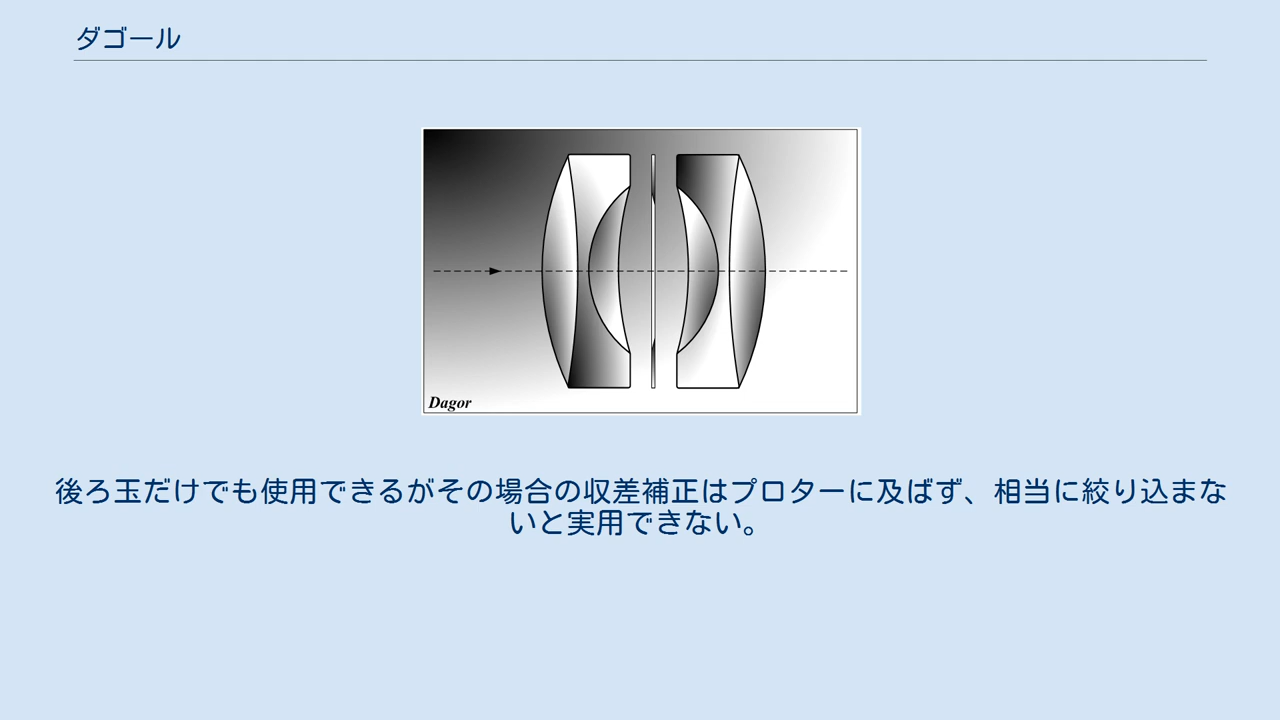 ダゴール
Dagor
後ろ玉だけでも使用できるがその場合の収差補正はプロターに及ばず、相当に絞り込まな
いと実用できない。